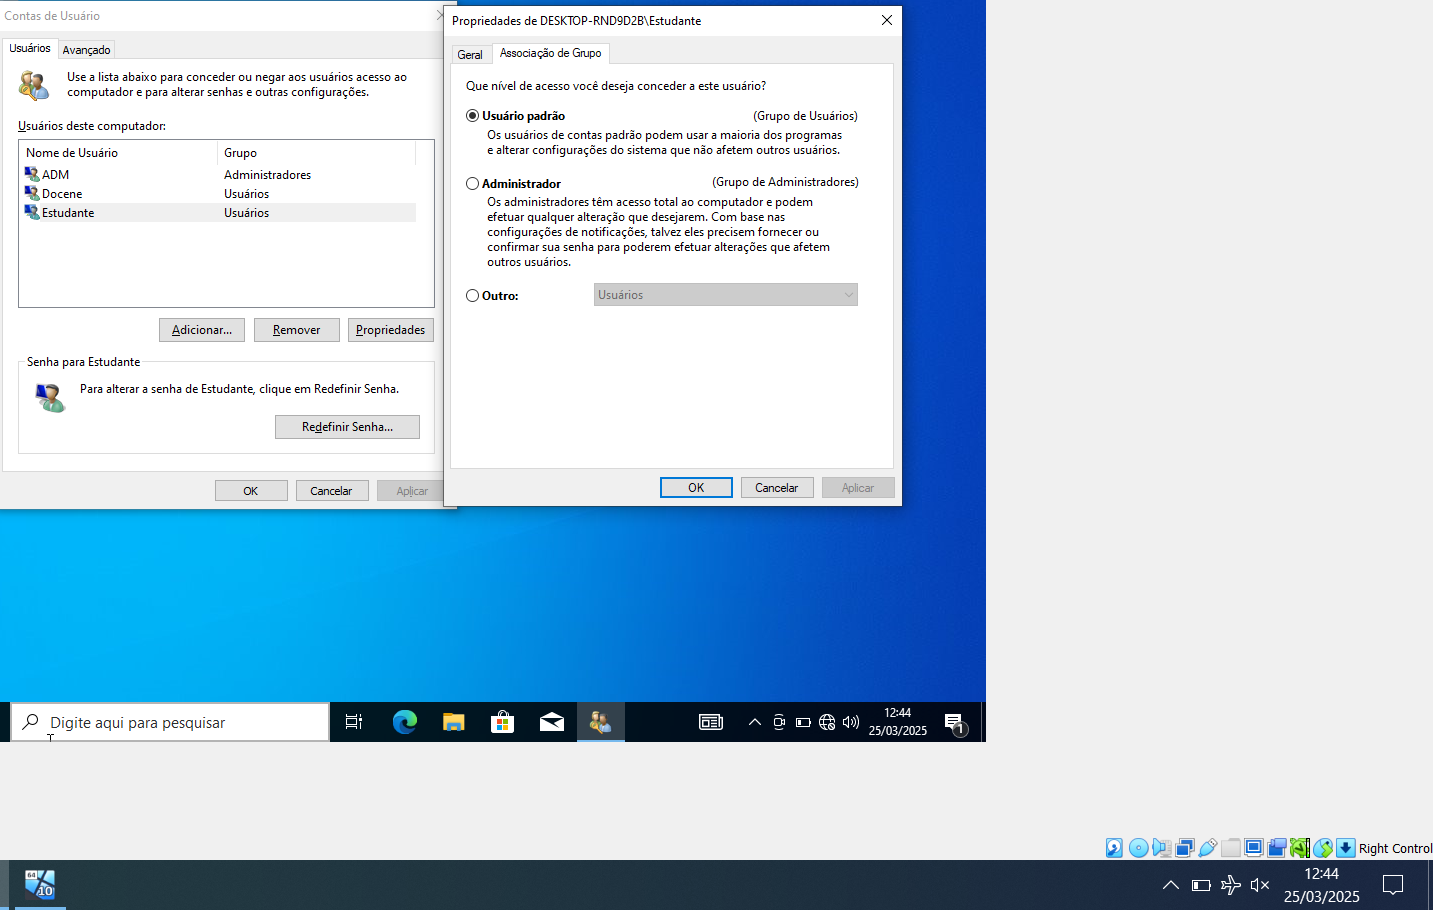 Contas de Usuário
Usuários
Avançado
Use a lista abaixo para conceder ou negar aos usuários acesso ao
computador e para alterar senhas e outras configurações.
Usuários deste computador:
Nome de Usuário Grupo
ADM Administradores
Docene Usuários
Estudante Usuários
Adicionar... Remover Propriedades
Senha para Estudante
Para alterar a senha de Estudante, clique em Redefinir Senha.
Redefinir Senha...
OK Cancelar Aplicar
Propriedades de DESKTOP-RND9D2B\Estudante
Geral
Associação de Grupo
Que nível de acesso você deseja conceder a este usuário?
Usuário padrão (Grupo de Usuários)
Os usuários de contas padrão podem usar a maioria dos programas
e alterar configurações do sistema que não afetem outros usuários.
Administrador (Grupo de Administradores)
Os administradores têm acesso total ao computador e podem
efetuar qualquer alteração que desejarem. Com base nas
configurações de notificações, talvez eles precisem fornecer ou
confirmar sua senha para poderem efetuar alterações que afetem
outros usuários.
Outro: Usuários
OK Cancelar Aplicar
Digite aqui para pesquisar
12:44
25/03/2025
1
Right Control
64
10
12:44
25/03/2025